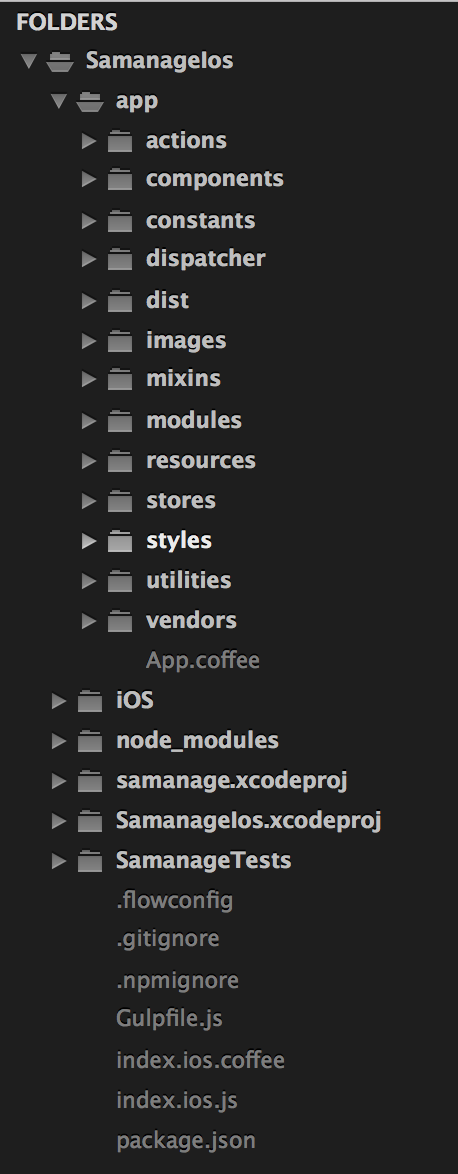 FOLDERS
SamanageIos
app
actions
components
constants
dispatcher
dist
images
mixins
modules
resources
stores
styles
utilities
vendors
App.coffee
iOS
node_modules
samanage.xcodeproj
SamanageIos.xcodeproj
SamanageTests
.flowconfig
.gitignore
.npmignore
Gulpfile.js
index.ios.coffee
index.ios.js
package.json